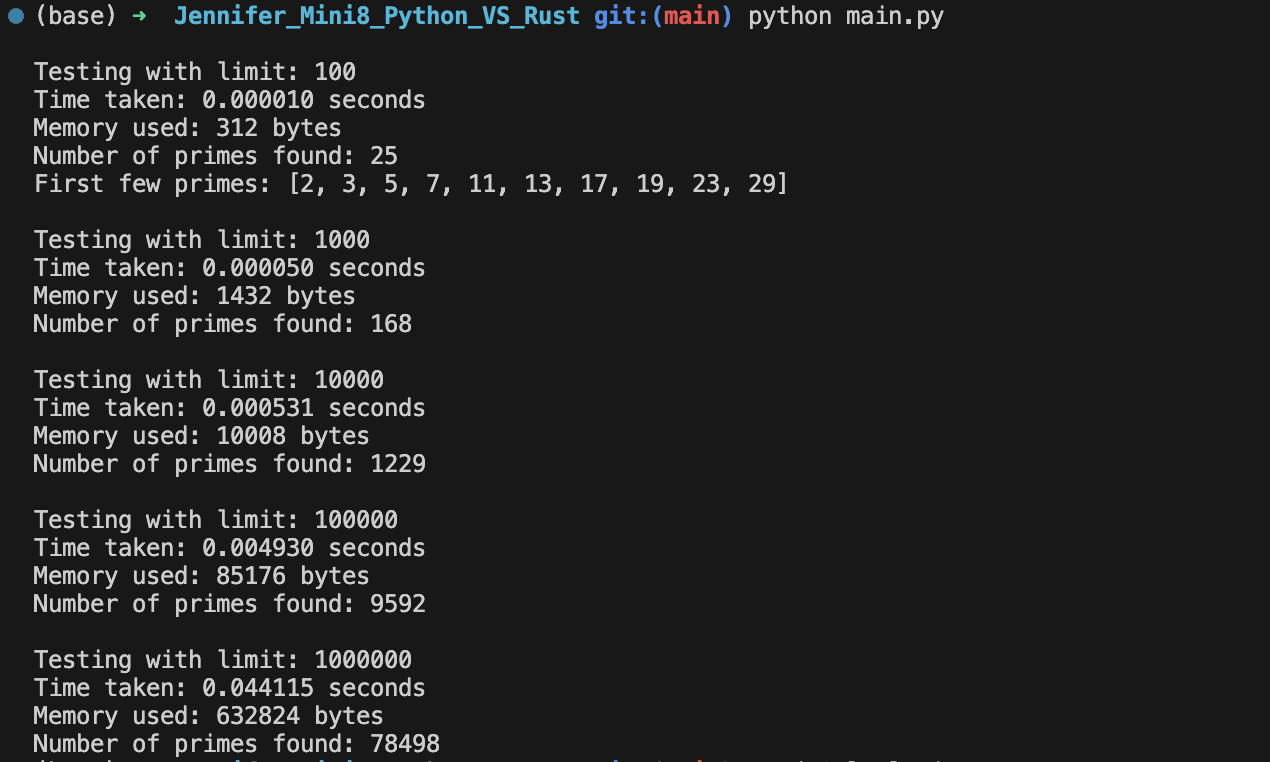 (base) → Jennifer_Mini8_Python_VS_Rust git:(main) python main.py
Testing with limit: 100
Time taken: 0.000010 seconds
Memory used: 312 bytes
Number of primes found: 25
First few primes: [2, 3, 5, 7, 11, 13, 17, 19, 23, 29]
Testing with limit: 1000
Time taken: 0.000050 seconds
Memory used: 1432 bytes
Number of primes found: 168
Testing with limit: 10000
Time taken: 0.000531 seconds
Memory used: 10008 bytes
Number of primes found: 1229
Testing with limit: 100000
Time taken: 0.004930 seconds
Memory used: 85176 bytes
Number of primes found: 9592
Testing with limit: 1000000
Time taken: 0.044115 seconds
Memory used: 632824 bytes
Number of primes found: 78498